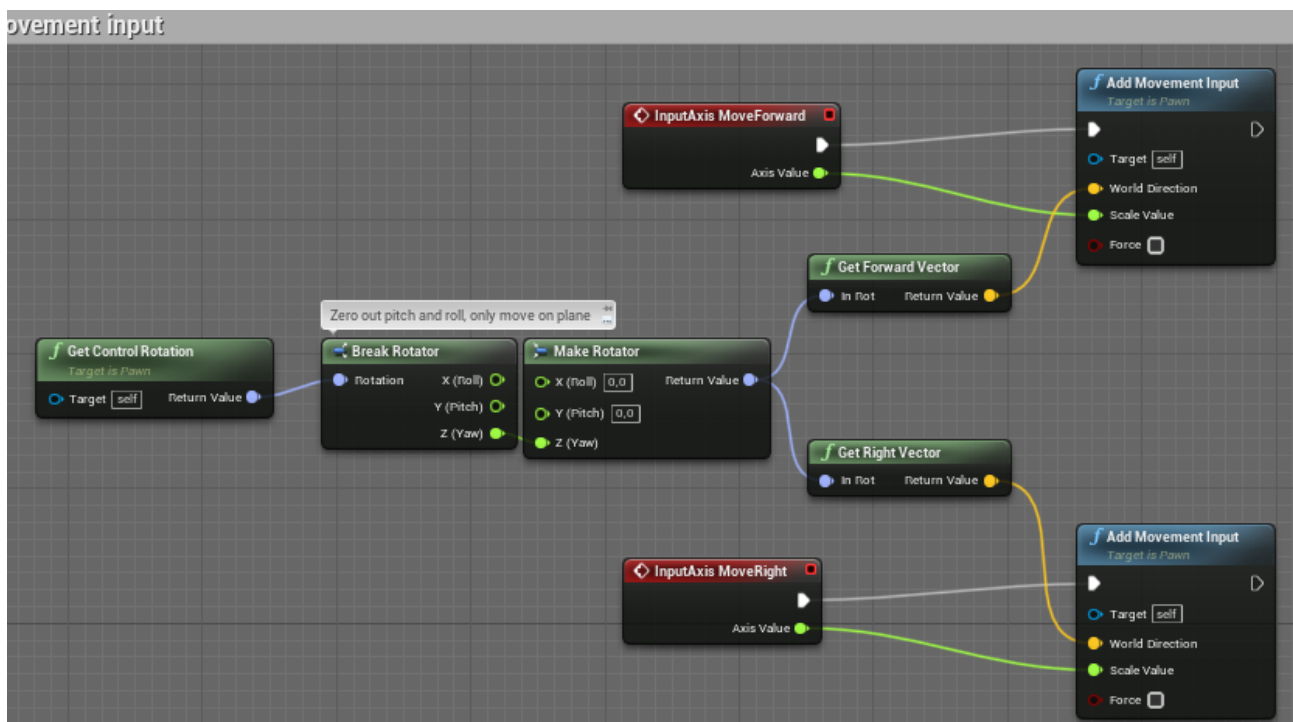 ovement input
Add Movement Input
Target is Pawn
Target self
World Direction
Scale Value
Force
InputAxis MoveForward
Axis Value
Get Forward Vector
In Rot Return Value
Zero out pitch and roll, only move on plane
Get Control Rotation
Target is Pawn
Target self Return Value
Break Rotator
Rotation X (Roll)
Y (Pitch)
Z (Yaw)
Make Rotator
X (Roll) 0,0 Return Value
Y (Pitch) 0,0
Z (Yaw)
Get Right Vector
In Rot Return Value
InputAxis MoveRight
Axis Value
Add Movement Input
Target is Pawn
Target self
World Direction
Scale Value
Force